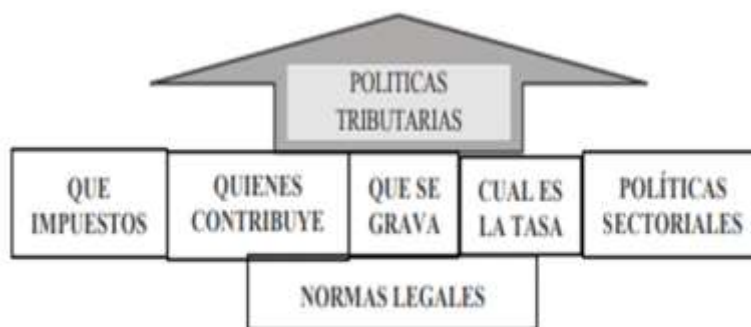 POLITICAS
TRIBUTARIAS
QUE
IMPUESTOS
QUIENES
CONTRIBUYE
QUE SE
GRAVA
CUAL ES
LA TASA
POLÍTICAS
SECTORIALES
NORMAS LEGALES